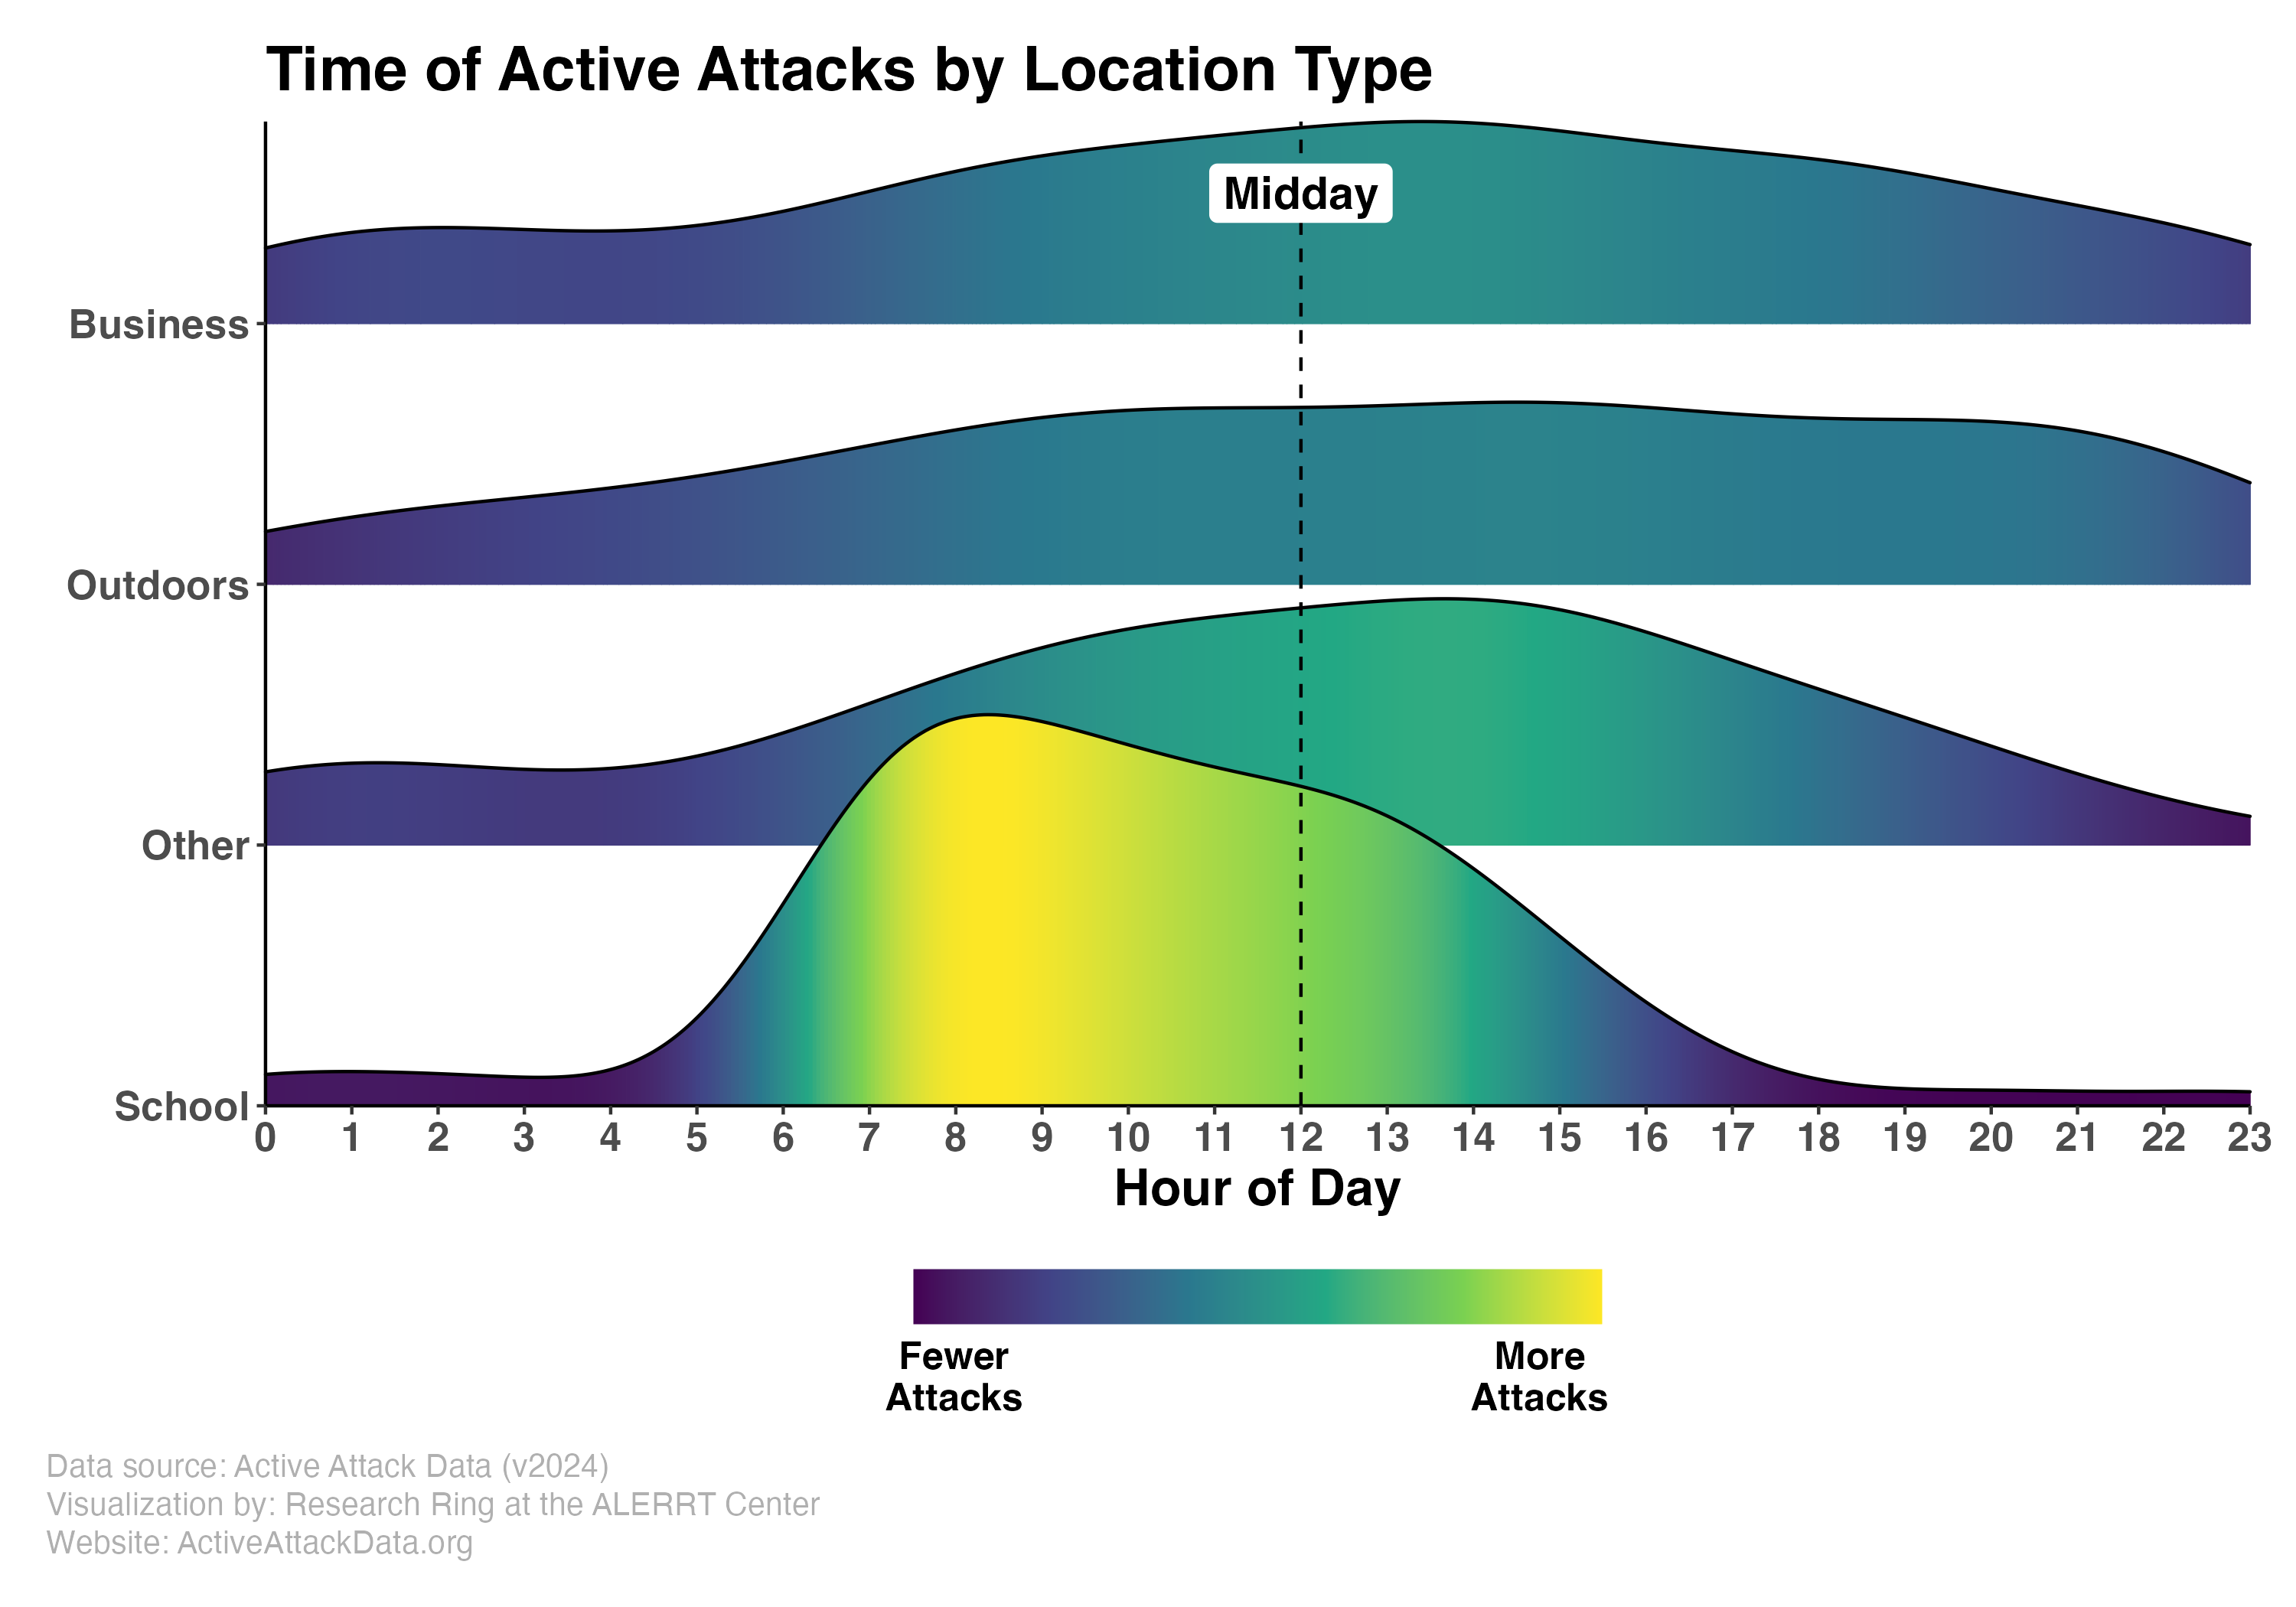 Time of Active Attacks by Location Type
Midday
Business
Outdoors
Other
School
0 1 2 3 4 5 6 7 8 9 10 11 12 13 14 15 16 17 18 19 20 21 22 23
Hour of Day
Fewer
Attacks
More
Attacks
Data source: Active Attack Data (v2024)
Visualization by: Research Ring at the ALERRT Center
Website: ActiveAttackData.org